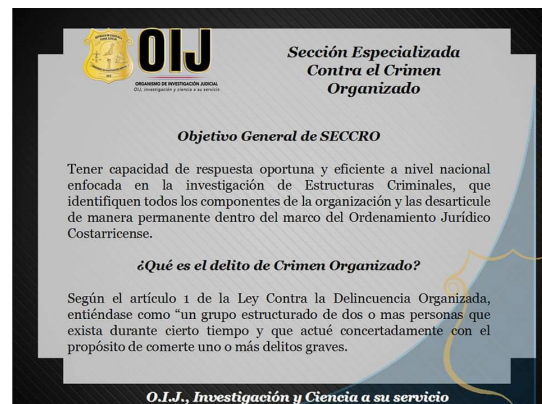 OIJ
ORGANISMO DE INVESTIGACIÓN JUDICIAL
OIJ, investigación y ciencia a su servicio
Sección Especializada
Contra el Crimen
Organizado
Objetivo General de SECCRO
Tener capacidad de respuesta oportuna y eficiente a nivel nacional
enfocada en la investigación de Estructuras Criminales, que
identifiquen todos los componentes de la organización y las desarticule
de manera permanente dentro del marco del Ordenamiento Jurídico
Costarricense.
¿Qué es el delito de Crimen Organizado?
Según el artículo 1 de la Ley Contra la Delincuencia Organizada,
entiéndase como “un grupo estructurado de dos o mas personas que
exista durante cierto tiempo y que actué concertadamente con el
propósito de comerte uno o más delitos graves.
O.I.J., Investigación y Ciencia a su servicio